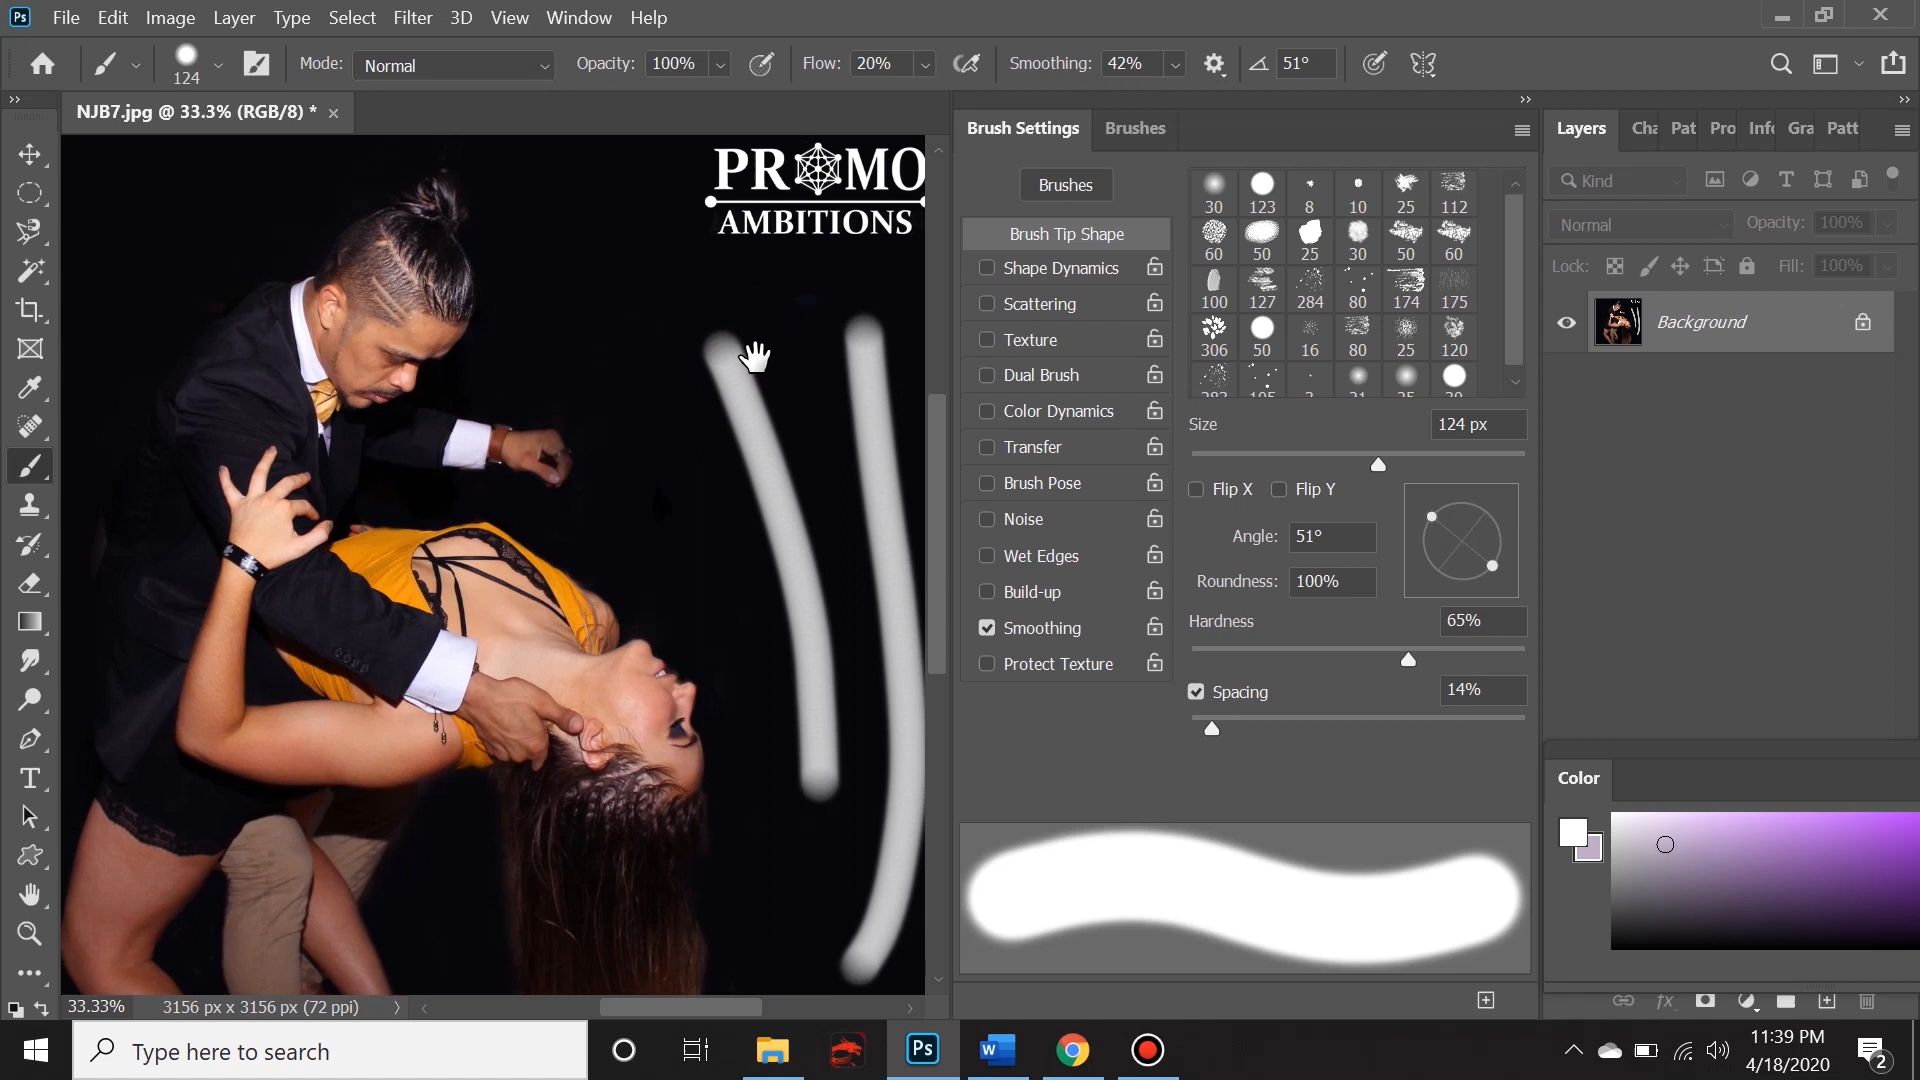 Ps File Edit Image Layer Type Select Filter 3D View Window Help
124 Mode: Normal Opacity: 100% Flow: 20% Smoothing: 42% 51°
NJB7.jpg @ 33.3% (RGB/8) *
PROMO
AMBITIONS
33.33% 3156 px x 3156 px (72 ppi)
Brush Settings Brushes
Brushes
Brush Tip Shape
Shape Dynamics
Scattering
Texture
Dual Brush
Color Dynamics
Transfer
Brush Pose
Noise
Wet Edges
Build-up
Smoothing
Protect Texture
30 123 8 10 25 112
60 50 25 30 50 60
100 127 284 80 174 175
306 50 16 80 25 120
Size 124 px
Flip X Flip Y
Angle: 51°
Roundness: 100%
Hardness 65%
Spacing 14%
Layers Cha Pat Pro Info Gra Patt
Kind
Normal Opacity: 100%
Lock: Fill: 100%
Background
Color
fx
Type here to search
Ps
W
11:39 PM
4/18/2020
2